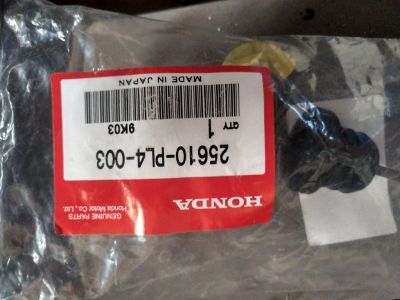 GENUINE PARTS
Honda Motor Co., Ltd.
HONDA
25610-PL4-003
QTY
1
9K03
MADE IN JAPAN